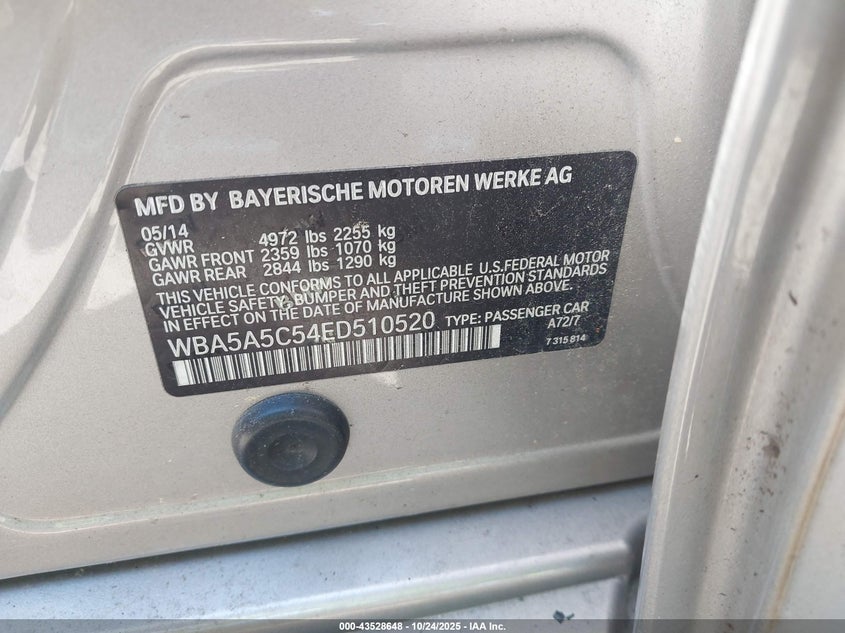 MFD BY BAYERISCHE MOTOREN WERKE AG
05/14
GVWR 4972 lbs 2255 kg
GAWR FRONT 2359 lbs 1070 kg
GAWR REAR 2844 lbs 1290 kg
THIS VEHICLE CONFORMS TO ALL APPLICABLE U.S.FEDERAL MOTOR
VEHICLE SAFETY, BUMPER AND THEFT PREVENTION STANDARDS
IN EFFECT ON THE DATE OF MANUFACTURE SHOWN ABOVE.
WBA5A5C54ED510520 TYPE: PASSENGER CAR
A72/7
7 315 814
000-43528648 - 10/24/2025 - IAA Inc.